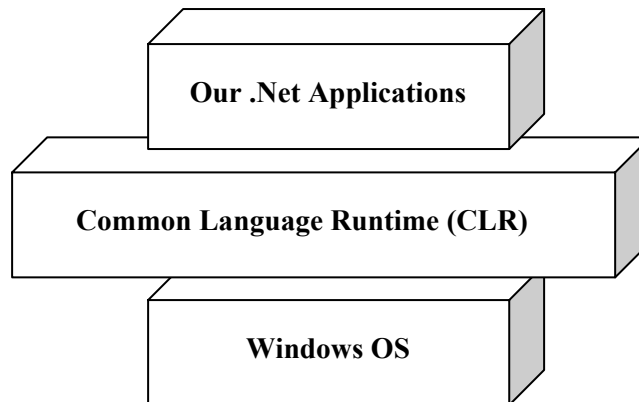 Our .Net Applications
Common Language Runtime (CLR)
Windows OS